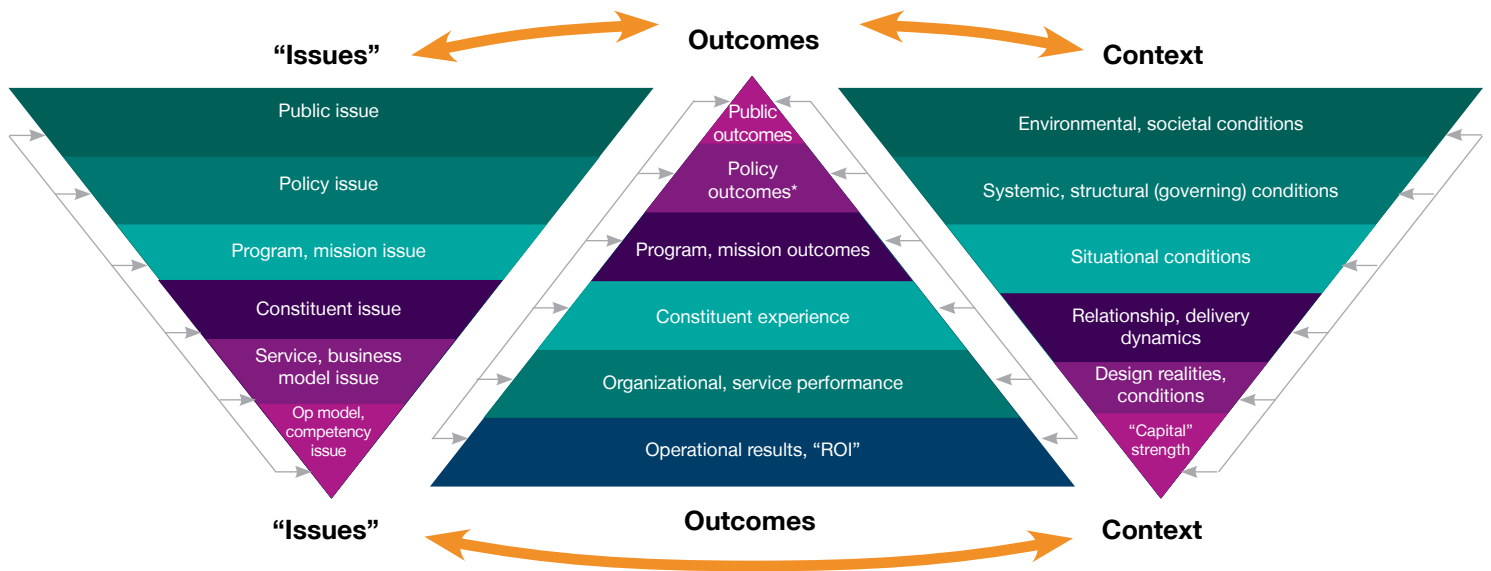 “Issues”
Outcomes
Context
Public issue
Policy issue
Program, mission issue
Constituent issue
Service, business
model issue
Op model,
competency
issue
Public
outcomes
Policy
outcomes*
Program, mission outcomes
Constituent experience
Organizational, service performance
Operational results, “ROI”
Environmental, societal conditions
Systemic, structural (governing) conditions
Situational conditions
Relationship, delivery
dynamics
Design realities,
conditions
“Capital”
strength
“Issues”
Outcomes
Context